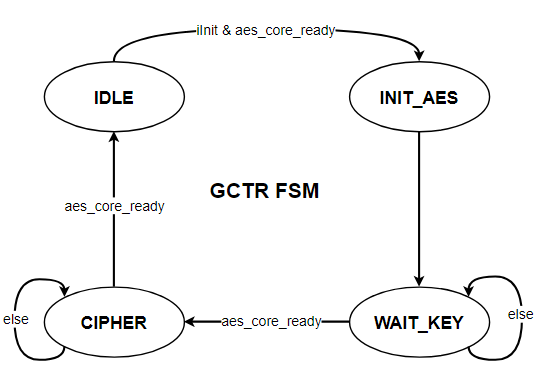 iInit & aes_core_ready
IDLE
INIT_AES
GCTR FSM
aes_core_ready
else
CIPHER
aes_core_ready
WAIT_KEY
else